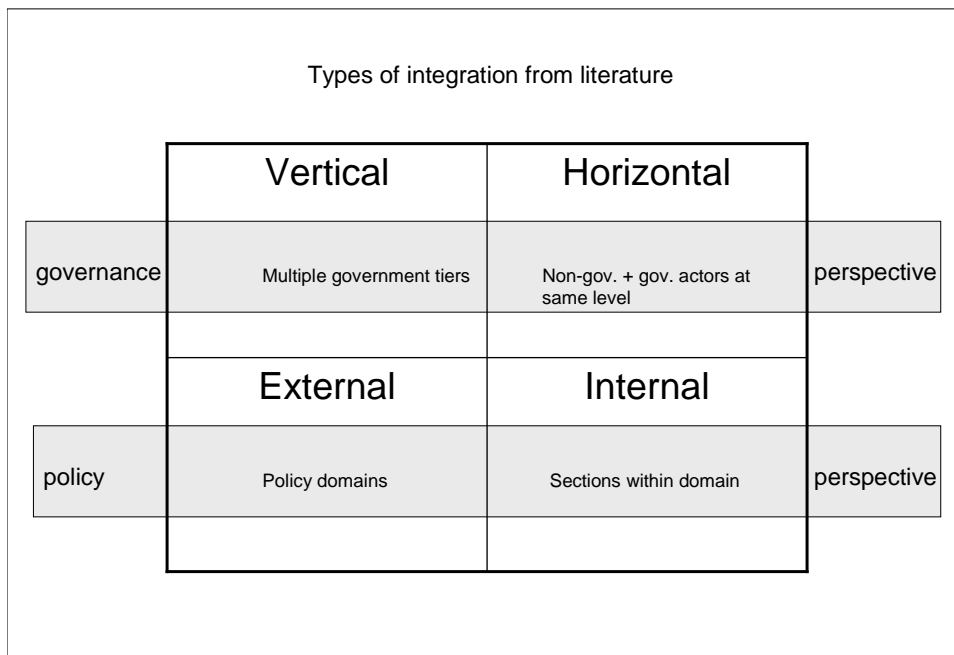 Types of integration from literature
Vertical
Horizontal
governance
Multiple government tiers
Non-gov. + gov. actors at
same level
perspective
External
Internal
policy
Policy domains
Sections within domain
perspective